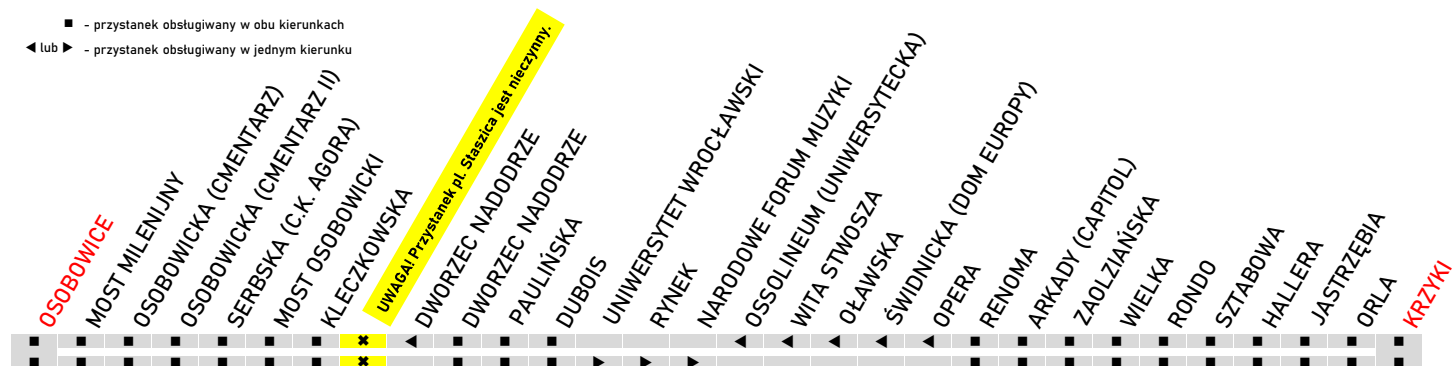 ■ - przystanek obsługiwany w obu kierunkach
◀ lub ▶ - przystanek obsługiwany w jednym kierunku
OSOBOWICE
MOST MILENIJNY
OSOBOWICKA (CMENTARZ)
OSOBOWICKA (CMENTARZ II)
SERBSKA (C.K. AGORA)
MOST OSOBOWICKI
KLECZKOWSKA
UWAGA! Przystanek pl. Staszica jest nieczynny.
DWORZEC NADODRZE
DWORZEC NADODRZE
PAULIŃSKA
DUBOIS
UNIWERSYTET WROCŁAWSKI
RYNEK
NARODOWE FORUM MUZYKI
OSSOLINEUM (UNIWERSYTECKA)
WITA STWOSZA
OŁAWSKA
ŚWIDNICKA (DOM EUROPY)
OPERA
RENOMA
ARKADY (CAPITOL)
ZAOLZIAŃSKA
WIELKA
RONDO
SZTABOWA
HALLERA
JASTRZĘBIA
ORLA
KRZYKI